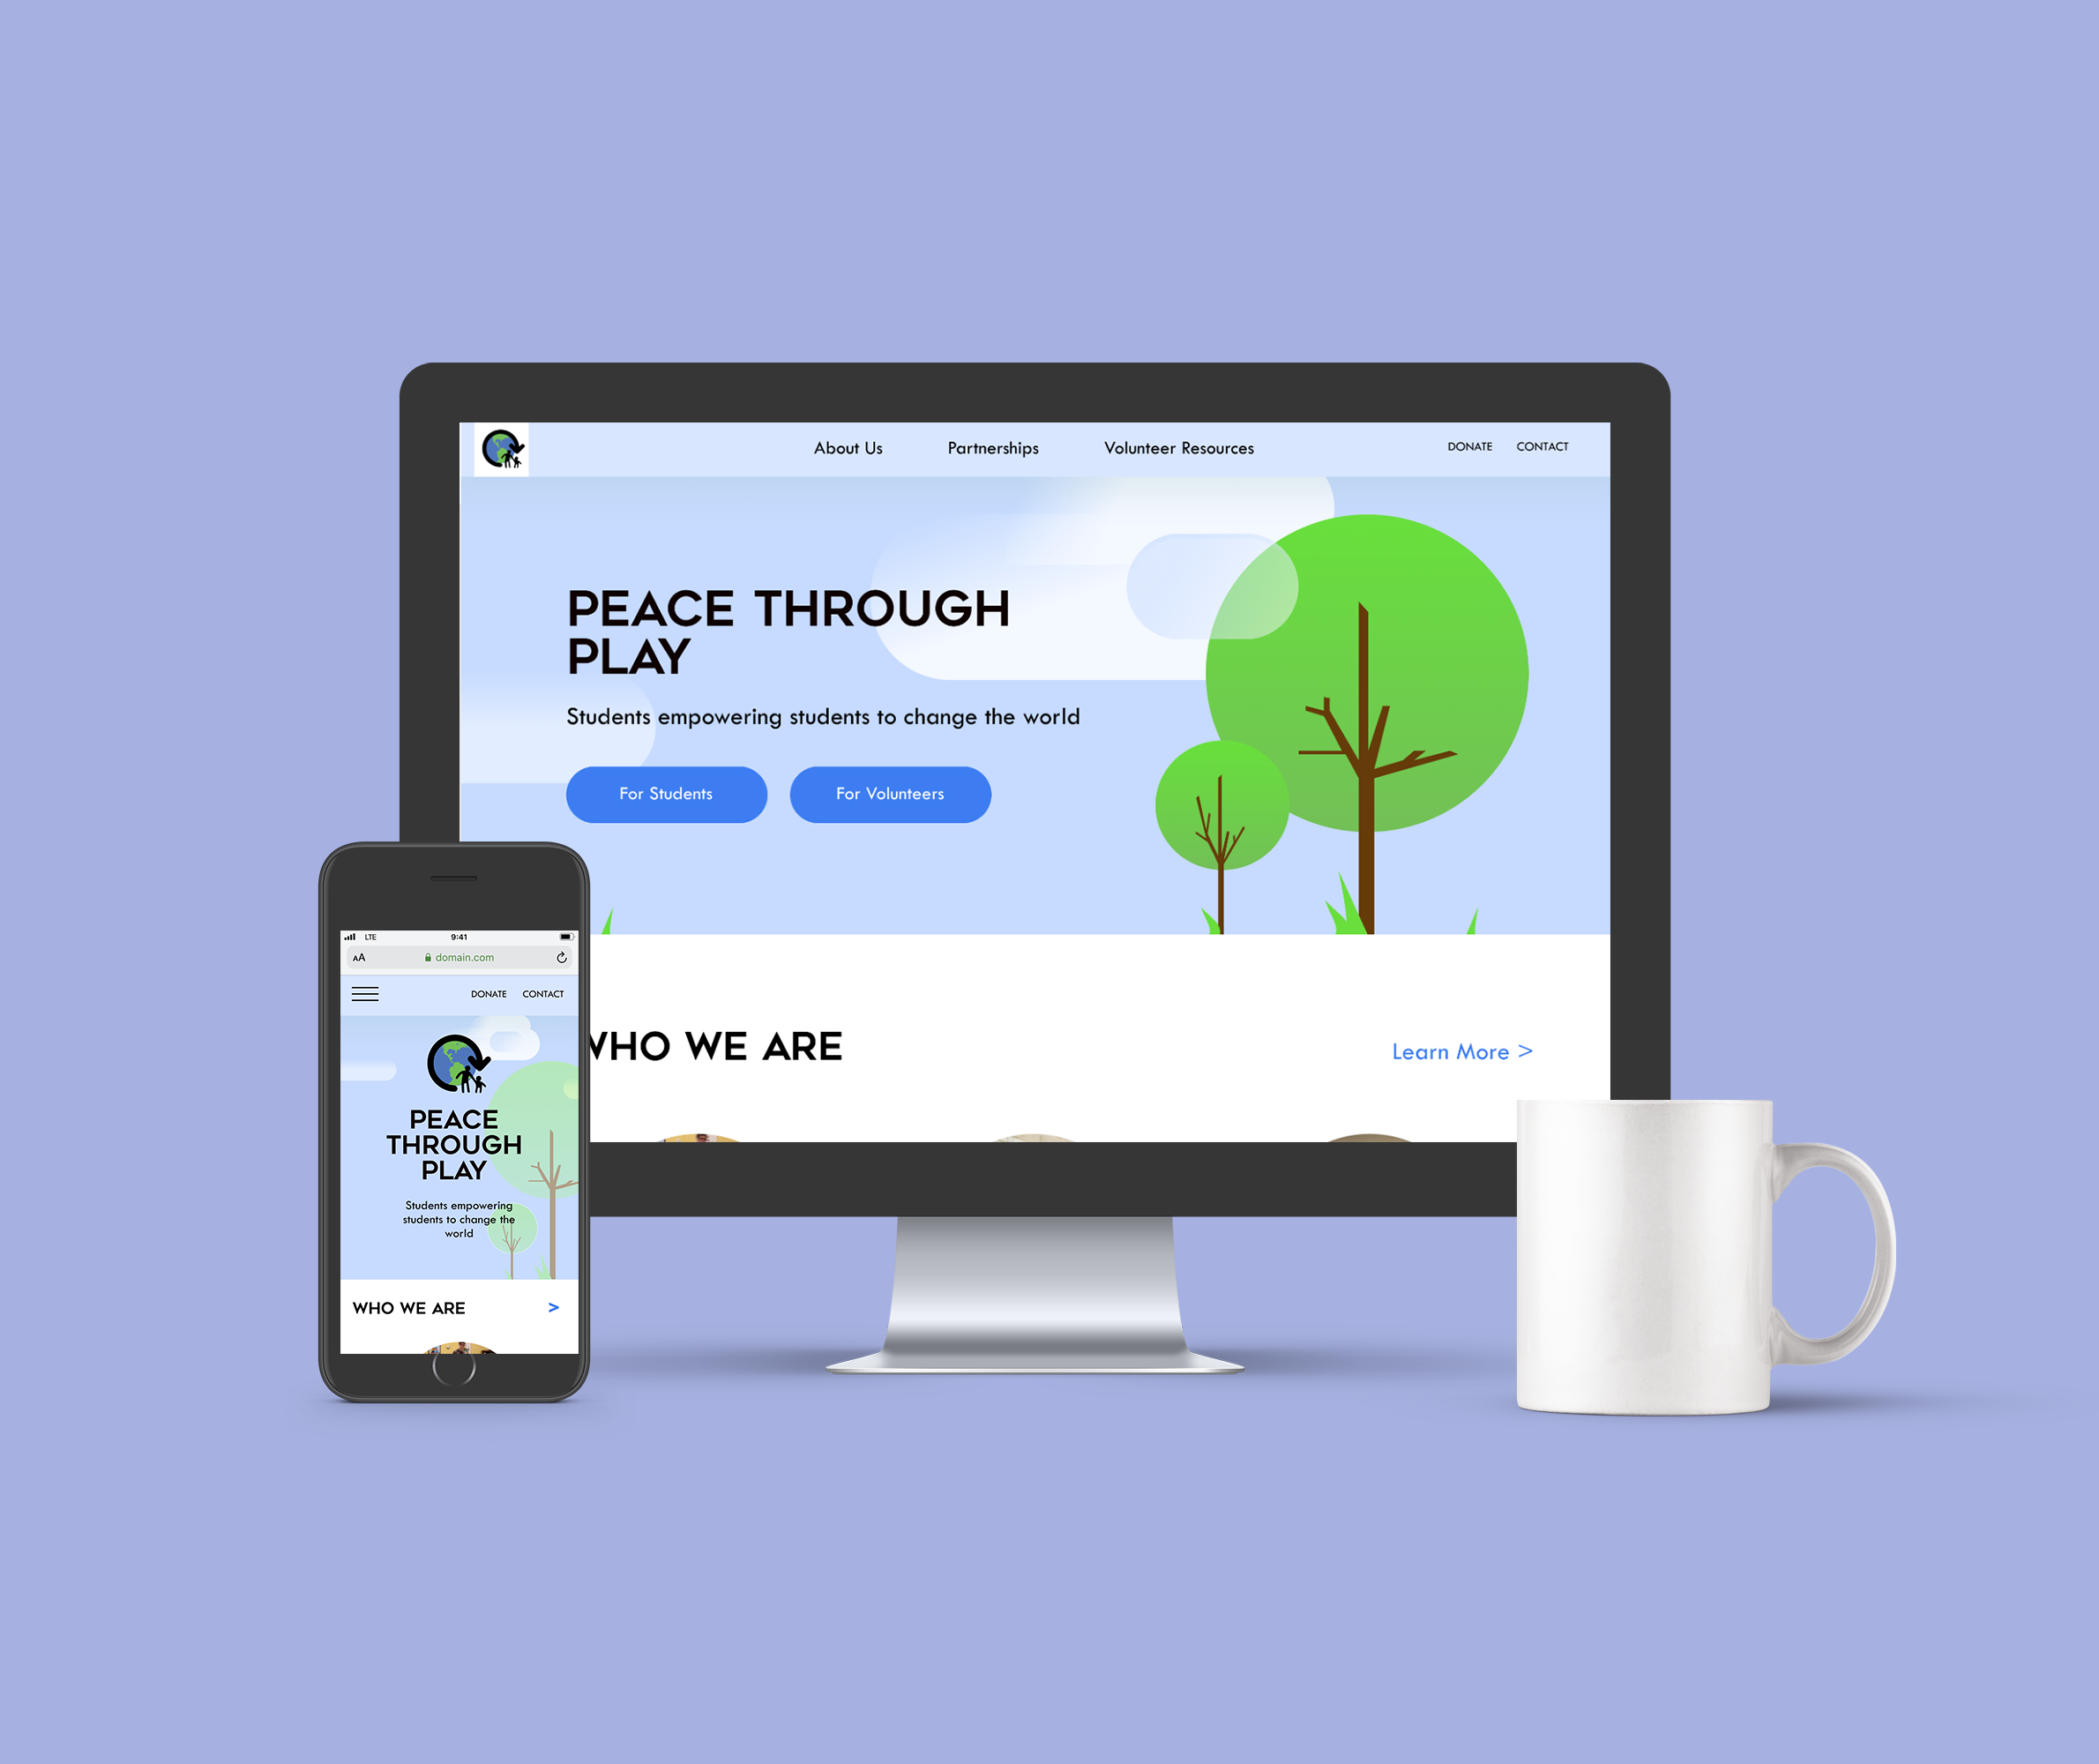 About Us Partnerships Volunteer Resources DONATE CONTACT
PEACE THROUGH
PLAY
Students empowering students to change the world
For Students For Volunteers
WHO WE ARE Learn More >
LTE 9:41
AA domain.com
DONATE CONTACT
PEACE
THROUGH
PLAY
Students empowering
students to change the
world
WHO WE ARE >